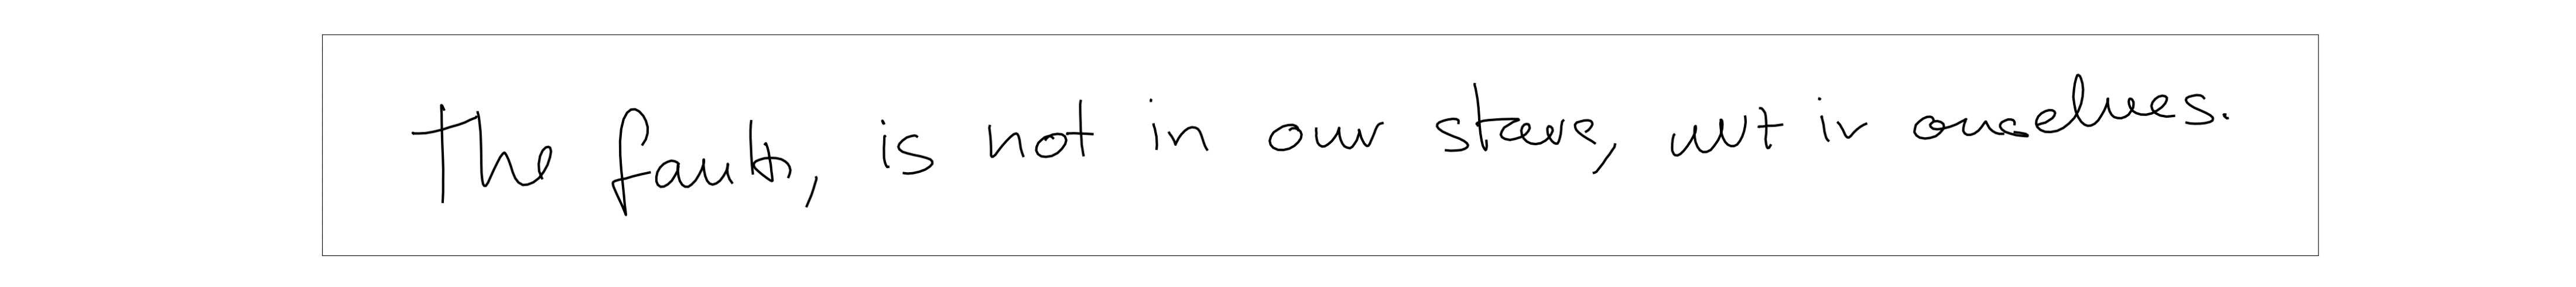 The fault, is not in our stars, but in ourselves.